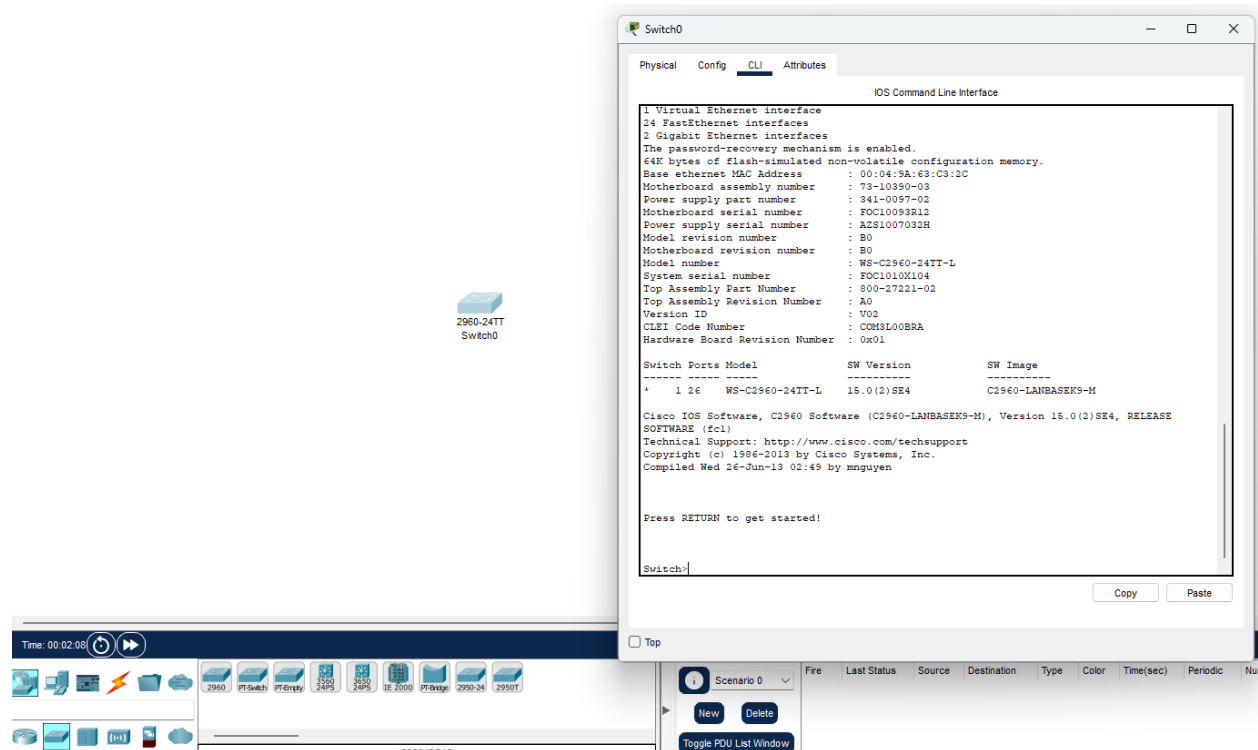 Switch0
Physical Config CLI Attributes
IOS Command Line Interface
1 Virtual Ethernet interface
24 FastEthernet interfaces
2 Gigabit Ethernet interfaces
The password-recovery mechanism is enabled.
64K bytes of flash-simulated non-volatile configuration memory.
Base ethernet MAC Address : 00:04:9A:63:C3:2C
Motherboard assembly number : 73-10390-03
Power supply part number : 341-0097-02
Motherboard serial number : FOC10093R12
Power supply serial number : AZS1007032H
Model revision number : B0
Motherboard revision number : B0
Model number : WS-C2960-24TT-L
System serial number : FOC1010X104
Top Assembly Part Number : 800-27221-02
Top Assembly Revision Number : A0
Version ID : V02
CLEI Code Number : COM3L00BRA
Hardware Board Revision Number : 0x01
Switch Ports Model SW Version SW Image
------ ----- ----- ---------- ----------
* 1 26 WS-C2960-24TT-L 15.0(2)SE4 C2960-LANBASEK9-M
Cisco IOS Software, C2960 Software (C2960-LANBASEK9-M), Version 15.0(2)SE4, RELEASE
SOFTWARE (fc1)
Technical Support: http://www.cisco.com/techsupport
Copyright (c) 1986-2013 by Cisco Systems, Inc.
Compiled Wed 26-Jun-13 02:49 by mnguyen
Press RETURN to get started!
Switch>
Copy Paste
Top
2960-24TT
Switch0
Time: 00:02:08
2960 PT-Switch PT-Empty 3560 24PS 3650 24PS IE 2000 PT-Bridge 2950-24 2950T
Scenario 0
New Delete
Toggle PDU List Window
Fire Last Status Source Destination Type Color Time(sec) Periodic